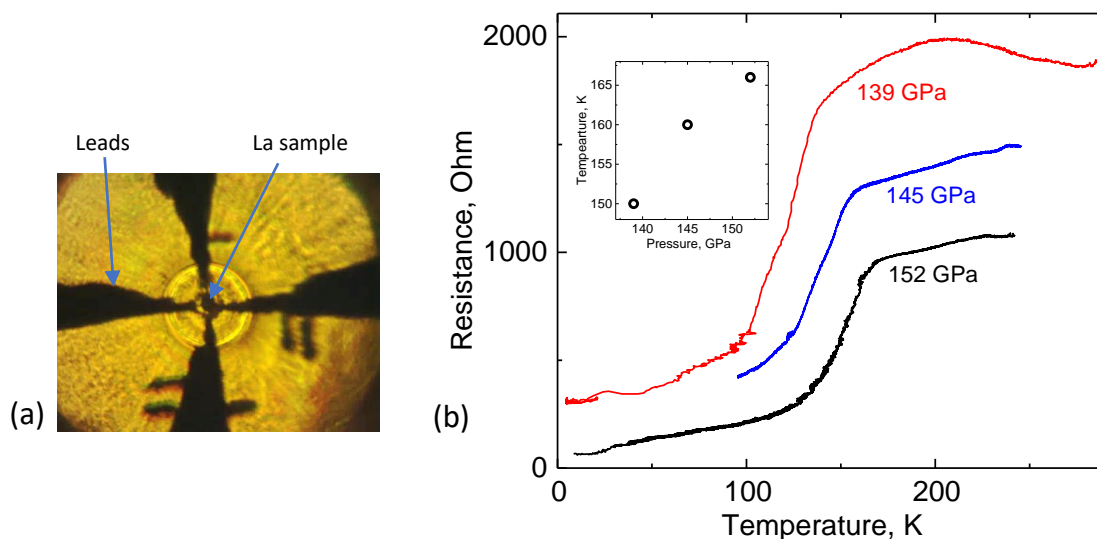 Leads
La sample
(a)
(b)
Resistance, Ohm
2000
1000
0
0
100
200
Temperature, K
139 GPa
145 GPa
152 GPa
Tempearture, K
165
160
155
150
140
145
150
Pressure, GPa